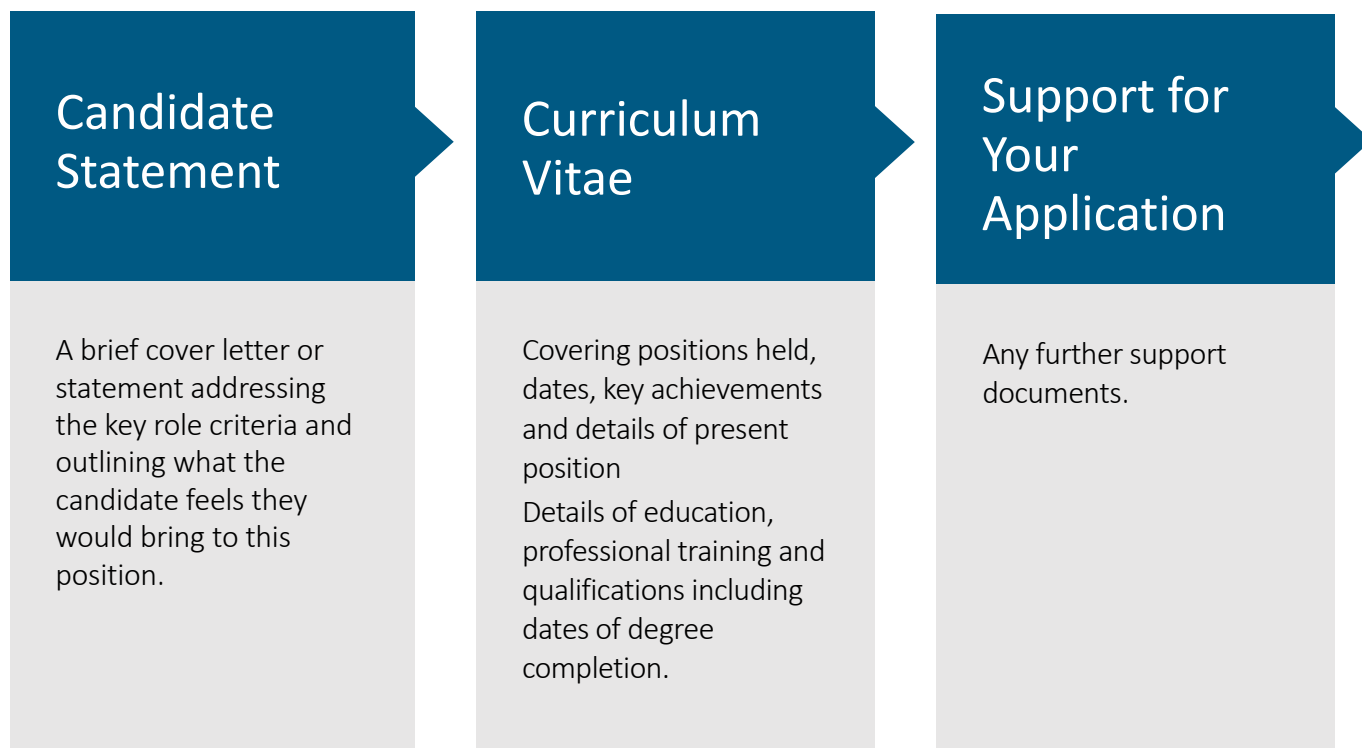 Candidate
Statement
A brief cover letter or
statement addressing
the key role criteria and
outlining what the
candidate feels they
would bring to this
position.
Curriculum
Vitae
Covering positions held,
dates, key achievements
and details of present
position
Details of education,
professional training and
qualifications including
dates of degree
completion.
Support for
Your
Application
Any further support
documents.